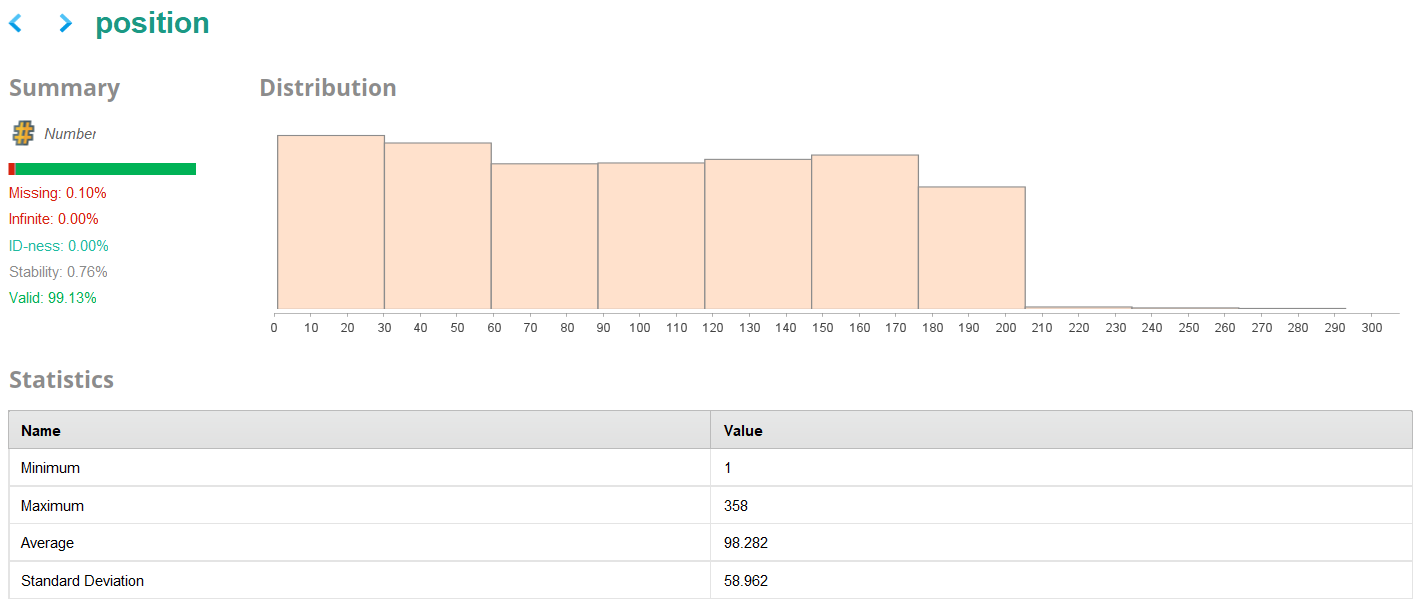 position
Summary
Distribution
Number
Missing: 0.10%
Infinite: 0.00%
ID-ness: 0.00%
Stability: 0.76%
Valid: 99.13%
0 10 20 30 40 50 60 70 80 90 100 110 120 130 140 150 160 170 180 190 200 210 220 230 240 250 260 270 280 290 300
Statistics
Name Value
Minimum 1
Maximum 358
Average 98.282
Standard Deviation 58.962